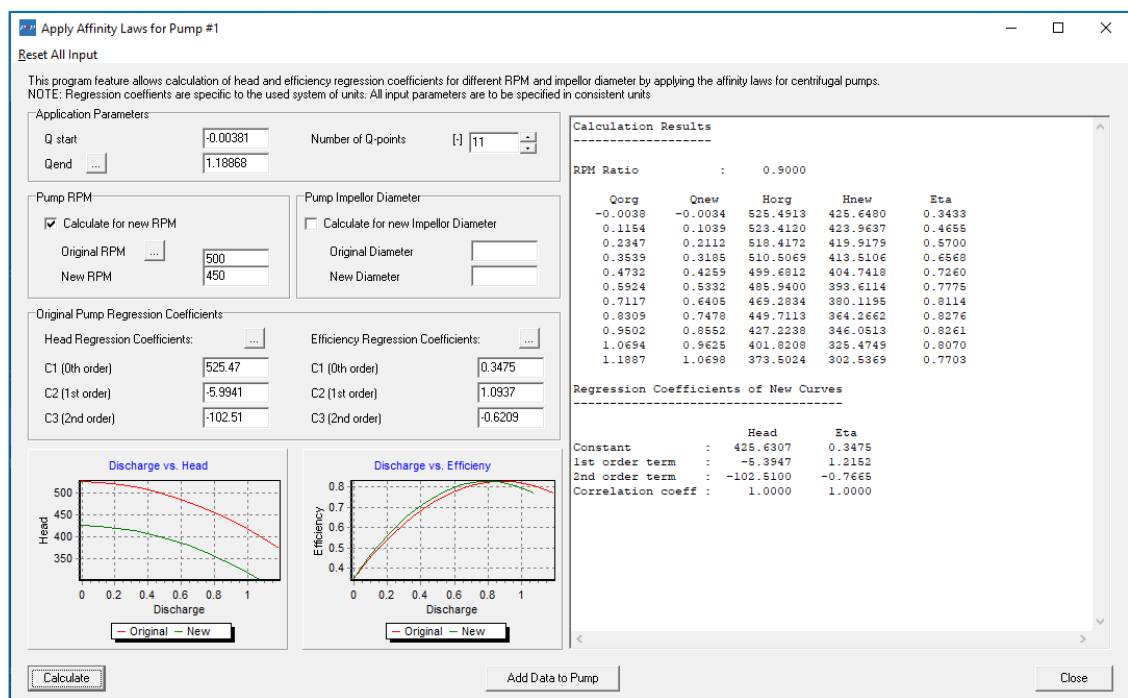 Apply Affinity Laws for Pump #1
Reset All Input
This program feature allows calculation of head and efficiency regression coefficients for different RPM and impellor diameter by applying the affinity laws for centrifugal pumps.
NOTE: Regression coeffients are specific to the used system of units. All input parameters are to be specified in consistent units
Application Parameters
Q start -0.00381 Number of Q-points [-] 11
Qend ... 1.18868
Pump RPM
Calculate for new RPM
Original RPM ... 500
New RPM 450
Pump Impellor Diameter
Calculate for new Impellor Diameter
Original Diameter
New Diameter
Original Pump Regression Coefficients
Head Regression Coefficients: ... Efficiency Regression Coefficients: ...
C1 (0th order) 525.47 C1 (0th order) 0.3475
C2 (1st order) -5.9941 C2 (1st order) 1.0937
C3 (2nd order) -102.51 C3 (2nd order) -0.6209
Discharge vs. Head
Head
500
450
400
350
0 0.2 0.4 0.6 0.8 1
Discharge
Original New
Discharge vs. Efficieny
Efficiency
0.8
0.7
0.6
0.5
0.4
0 0.2 0.4 0.6 0.8 1
Discharge
Original New
Calculation Results
-------------------
RPM Ratio : 0.9000
Qorg Qnew Horg Hnew Eta
-0.0038 -0.0034 525.4913 425.6480 0.3433
0.1154 0.1039 523.4120 423.9637 0.4655
0.2347 0.2112 518.4172 419.9179 0.5700
0.3539 0.3185 510.5069 413.5106 0.6568
0.4732 0.4259 499.6812 404.7418 0.7260
0.5924 0.5332 485.9400 393.6114 0.7775
0.7117 0.6405 469.2834 380.1195 0.8114
0.8309 0.7478 449.7113 364.2662 0.8276
0.9502 0.8552 427.2238 346.0513 0.8261
1.0694 0.9625 401.8208 325.4749 0.8070
1.1887 1.0698 373.5024 302.5369 0.7703
Regression Coefficients of New Curves
-------------------------------------
Head Eta
Constant : 425.6307 0.3475
1st order term : -5.3947 1.2152
2nd order term : -102.5100 -0.7665
Correlation coeff : 1.0000 1.0000
Calculate
Add Data to Pump
Close